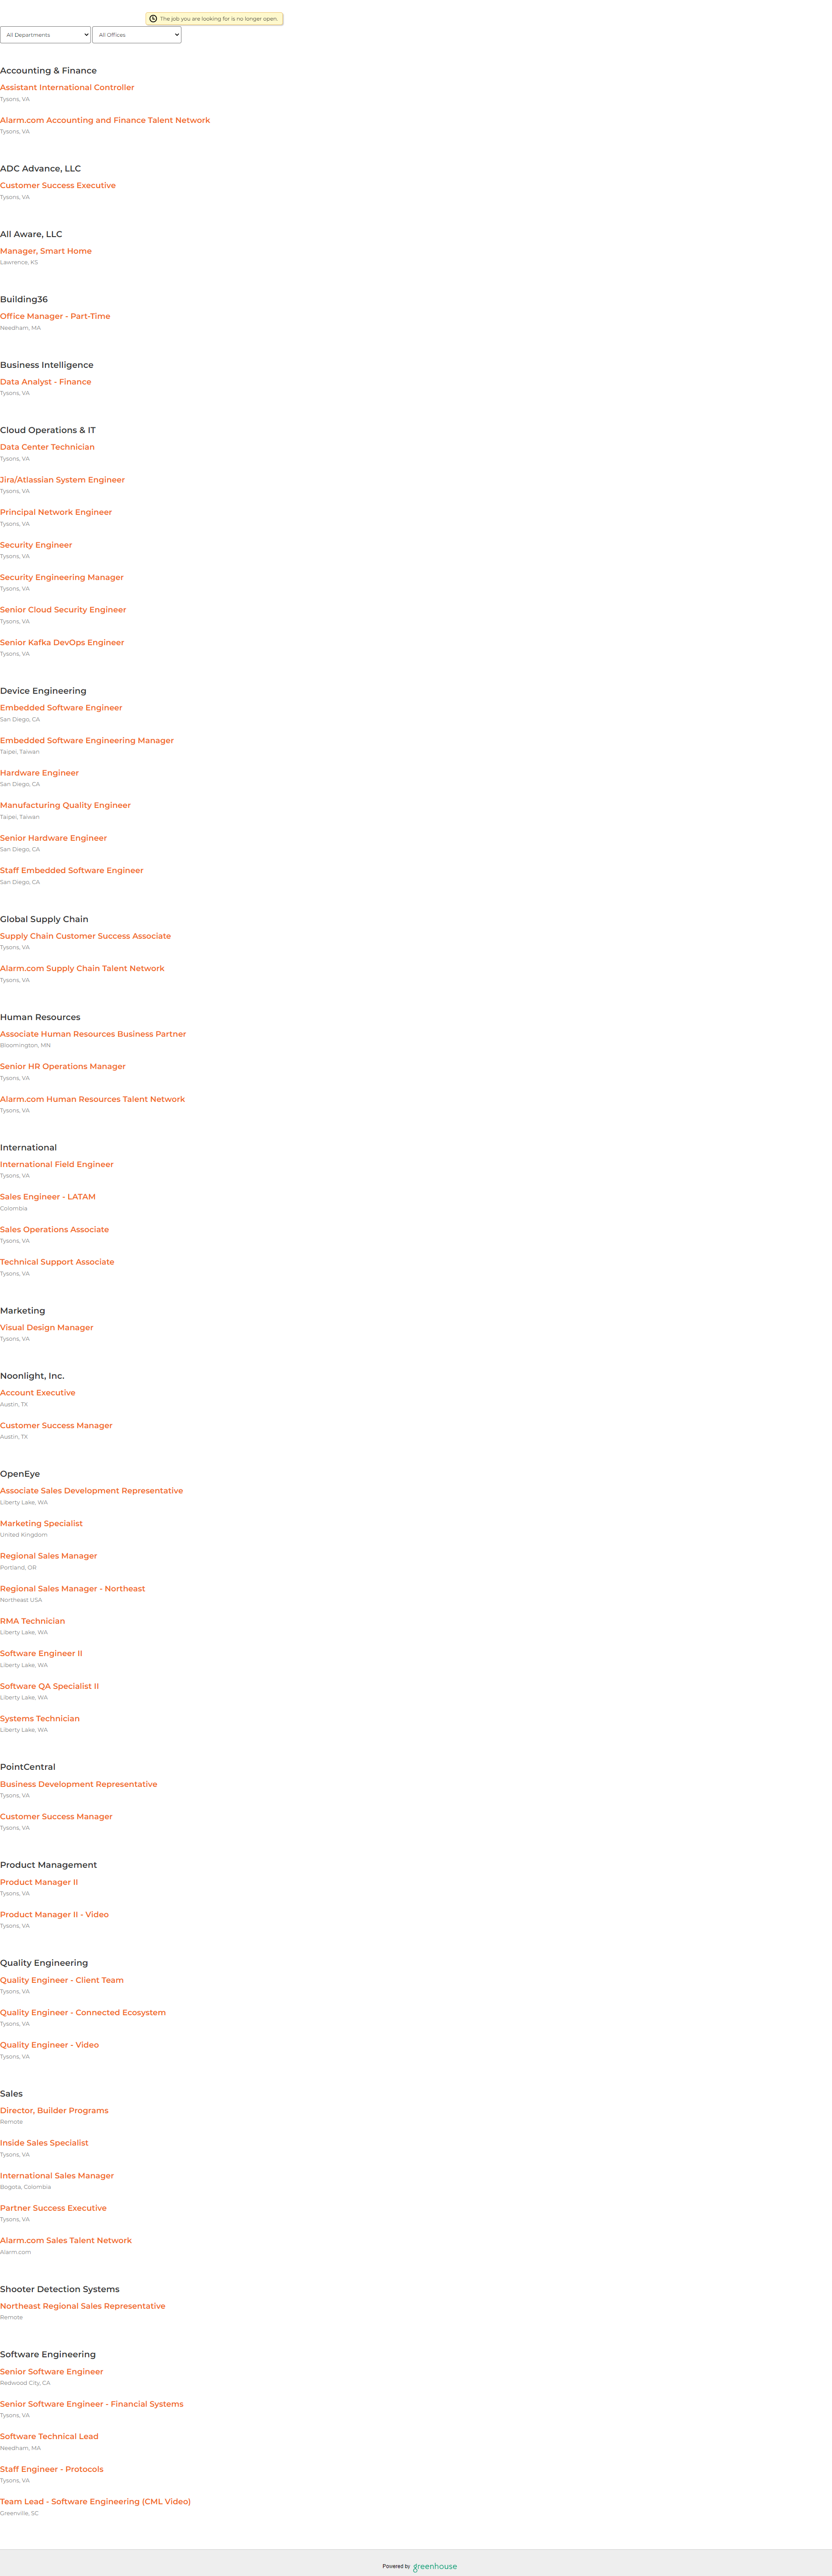 The job you are looking for is no longer open.
All Departments All Offices
Accounting & Finance
Assistant International Controller
Tysons, VA
Alarm.com Accounting and Finance Talent Network
Tysons, VA
ADC Advance, LLC
Customer Success Executive
Tysons, VA
All Aware, LLC
Manager, Smart Home
Lawrence, KS
Building36
Office Manager - Part-Time
Needham, MA
Business Intelligence
Data Analyst - Finance
Tysons, VA
Cloud Operations & IT
Data Center Technician
Tysons, VA
Jira/Atlassian System Engineer
Tysons, VA
Principal Network Engineer
Tysons, VA
Security Engineer
Tysons, VA
Security Engineering Manager
Tysons, VA
Senior Cloud Security Engineer
Tysons, VA
Senior Kafka DevOps Engineer
Tysons, VA
Device Engineering
Embedded Software Engineer
San Diego, CA
Embedded Software Engineering Manager
Taipei, Taiwan
Hardware Engineer
San Diego, CA
Manufacturing Quality Engineer
Taipei, Taiwan
Senior Hardware Engineer
San Diego, CA
Staff Embedded Software Engineer
San Diego, CA
Global Supply Chain
Supply Chain Customer Success Associate
Tysons, VA
Alarm.com Supply Chain Talent Network
Tysons, VA
Human Resources
Associate Human Resources Business Partner
Bloomington, MN
Senior HR Operations Manager
Tysons, VA
Alarm.com Human Resources Talent Network
Tysons, VA
International
International Field Engineer
Tysons, VA
Sales Engineer - LATAM
Colombia
Sales Operations Associate
Tysons, VA
Technical Support Associate
Tysons, VA
Marketing
Visual Design Manager
Tysons, VA
Noonlight, Inc.
Account Executive
Austin, TX
Customer Success Manager
Austin, TX
OpenEye
Associate Sales Development Representative
Liberty Lake, WA
Marketing Specialist
United Kingdom
Regional Sales Manager
Portland, OR
Regional Sales Manager - Northeast
Northeast USA
RMA Technician
Liberty Lake, WA
Software Engineer II
Liberty Lake, WA
Software QA Specialist II
Liberty Lake, WA
Systems Technician
Liberty Lake, WA
PointCentral
Business Development Representative
Tysons, VA
Customer Success Manager
Tysons, VA
Product Management
Product Manager II
Tysons, VA
Product Manager II - Video
Tysons, VA
Quality Engineering
Quality Engineer - Client Team
Tysons, VA
Quality Engineer - Connected Ecosystem
Tysons, VA
Quality Engineer - Video
Tysons, VA
Sales
Director, Builder Programs
Remote
Inside Sales Specialist
Tysons, VA
International Sales Manager
Bogota, Colombia
Partner Success Executive
Tysons, VA
Alarm.com Sales Talent Network
Alarm.com
Shooter Detection Systems
Northeast Regional Sales Representative
Remote
Software Engineering
Senior Software Engineer
Redwood City, CA
Senior Software Engineer - Financial Systems
Tysons, VA
Software Technical Lead
Needham, MA
Staff Engineer - Protocols
Tysons, VA
Team Lead - Software Engineering (CML Video)
Greenville, SC
Powered by greenhouse